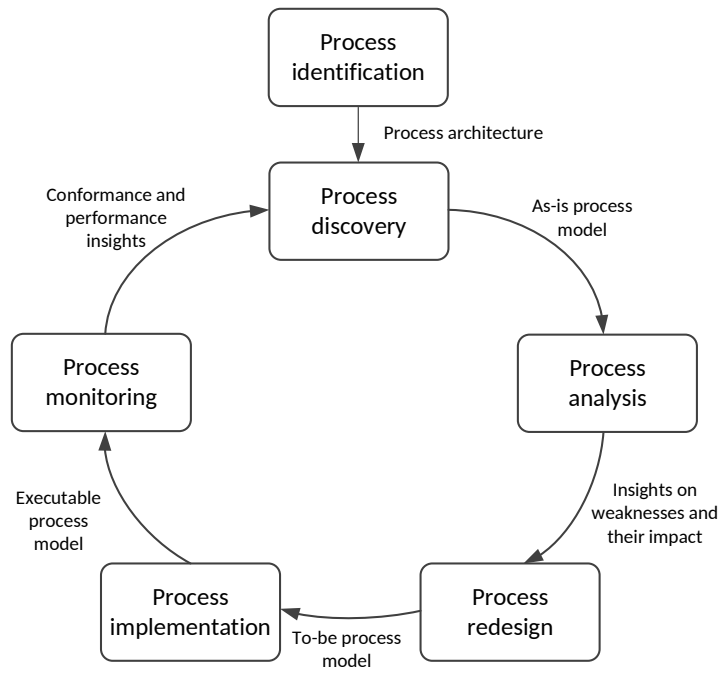 Process
identification
Process architecture
Process
discovery
As-is process
model
Process
analysis
Insights on
weaknesses and
their impact
Process
redesign
To-be process
model
Process
implementation
Executable
process
model
Process
monitoring
Conformance and
performance
insights